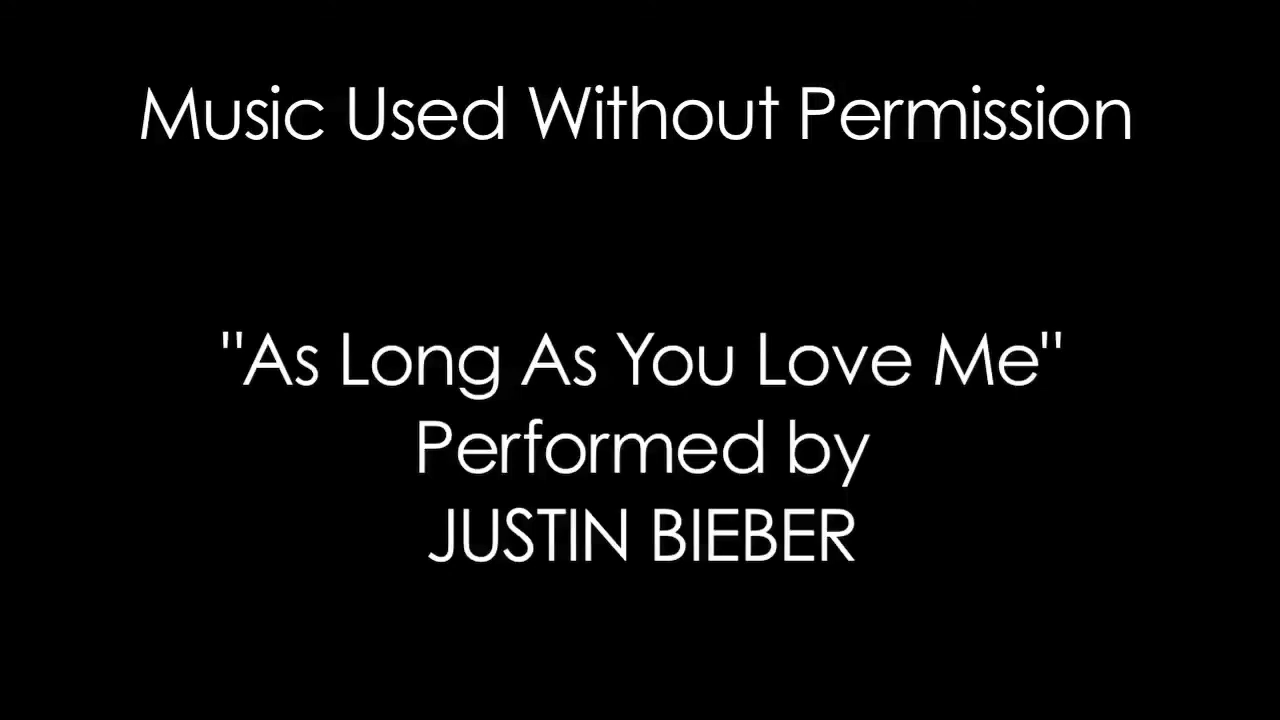 Music Used Without Permission
"As Long As You Love Me"
Performed by
JUSTIN BIEBER